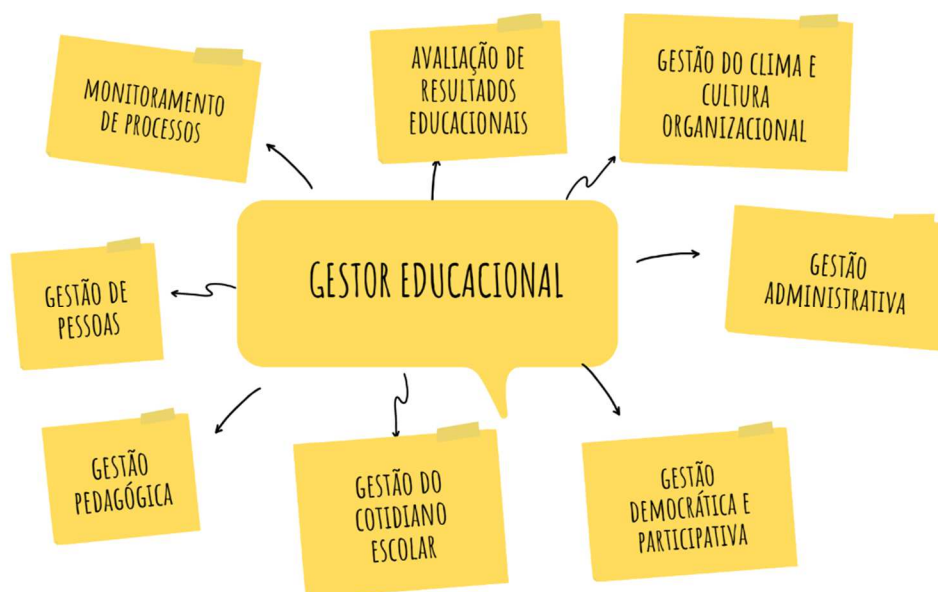 MONITORAMENTO
DE PROCESSOS
AVALIAÇÃO DE
RESULTADOS
EDUCACIONAIS
GESTÃO DO CLIMA E
CULTURA
ORGANIZACIONAL
GESTÃO DE
PESSOAS
GESTOR EDUCACIONAL
GESTÃO
ADMINISTRATIVA
GESTÃO
PEDAGÓGICA
GESTÃO DO
COTIDIANO
ESCOLAR
GESTÃO
DEMOCRÁTICA E
PARTICIPATIVA